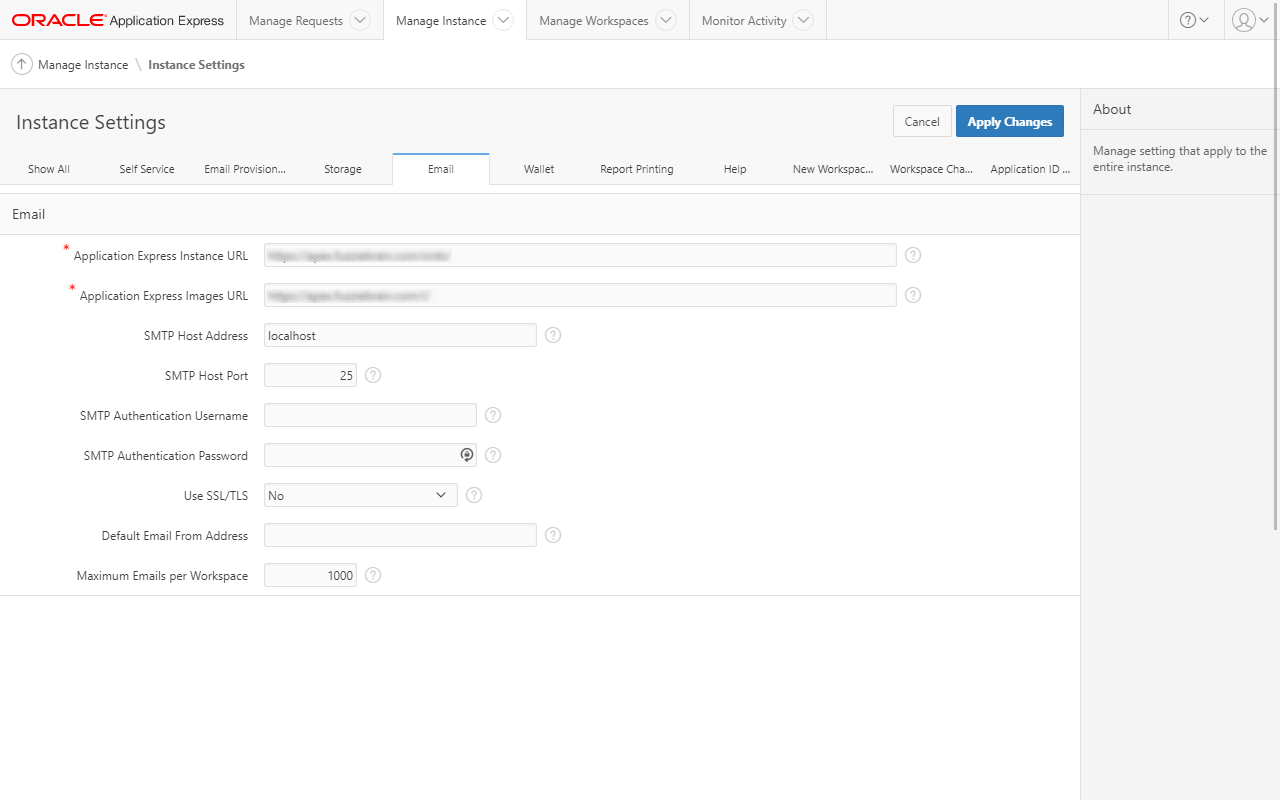 ORACLE Application Express Manage Requests Manage Instance Manage Workspaces Monitor Activity
Manage Instance \ Instance Settings
Instance Settings
Cancel Apply Changes
Show All Self Service Email Provision... Storage Email Wallet Report Printing Help New Workspac... Workspace Cha... Application ID ...
About
Manage setting that apply to the
entire instance.
Email
* Application Express Instance URL
* Application Express Images URL
SMTP Host Address localhost
SMTP Host Port 25
SMTP Authentication Username
SMTP Authentication Password
Use SSL/TLS No
Default Email From Address
Maximum Emails per Workspace 1000